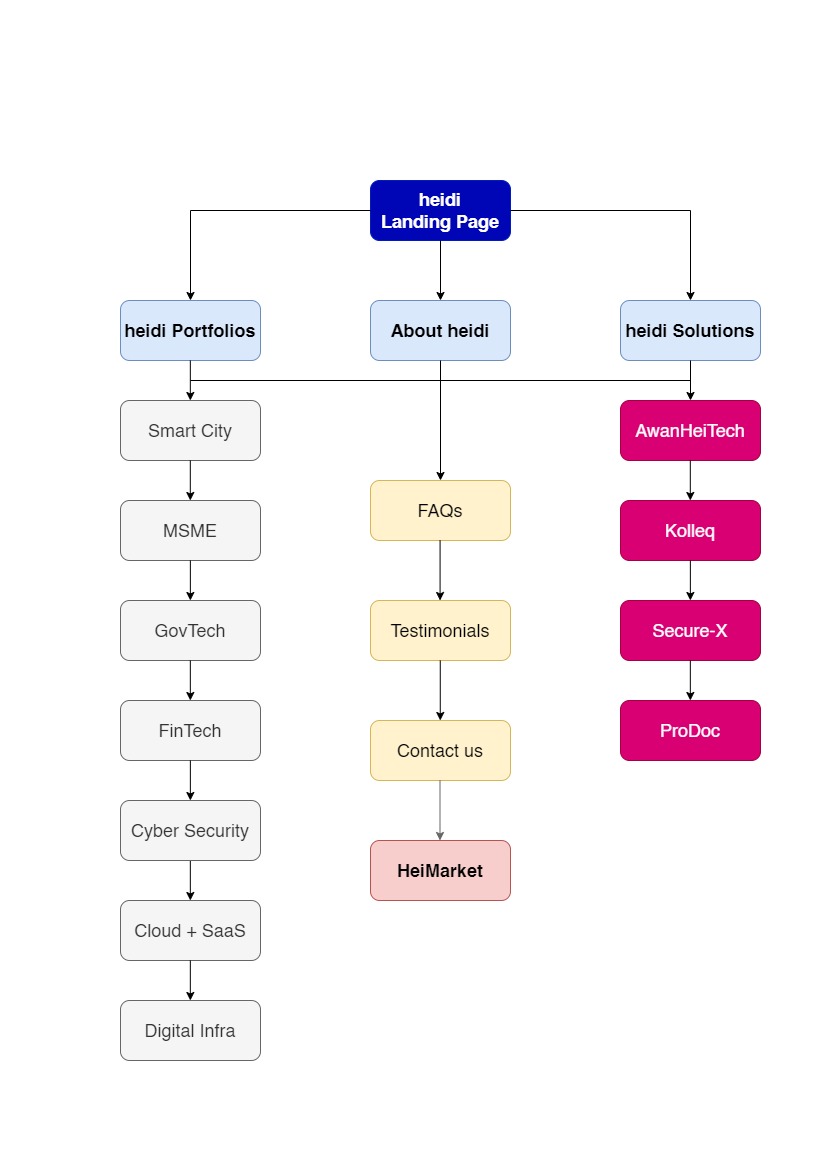 heidi
Landing Page
heidi Portfolios
About heidi
heidi Solutions
Smart City
AwanHeiTech
FAQs
MSME
Kolleq
GovTech
Testimonials
Secure-X
FinTech
Contact us
ProDoc
Cyber Security
HeiMarket
Cloud + SaaS
Digital Infra